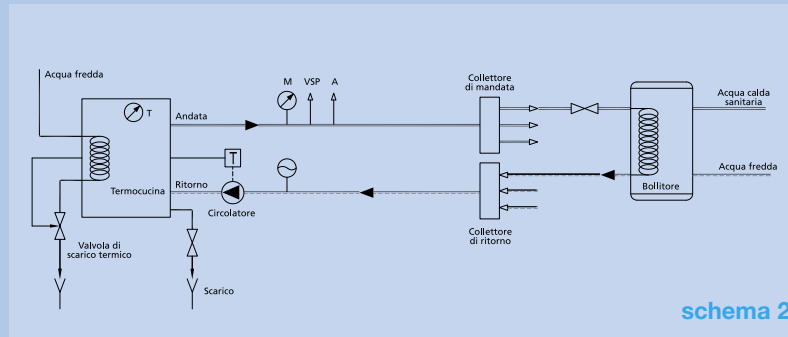 Acqua fredda
T
Termocucina
Valvola di
scarico termico
Scarico
Andata
Ritorno
T
Circolatore
M
VSP
A
Collettore
di mandata
Collettore
di ritorno
Bollitore
Acqua calda
sanitaria
Acqua fredda
schema 2